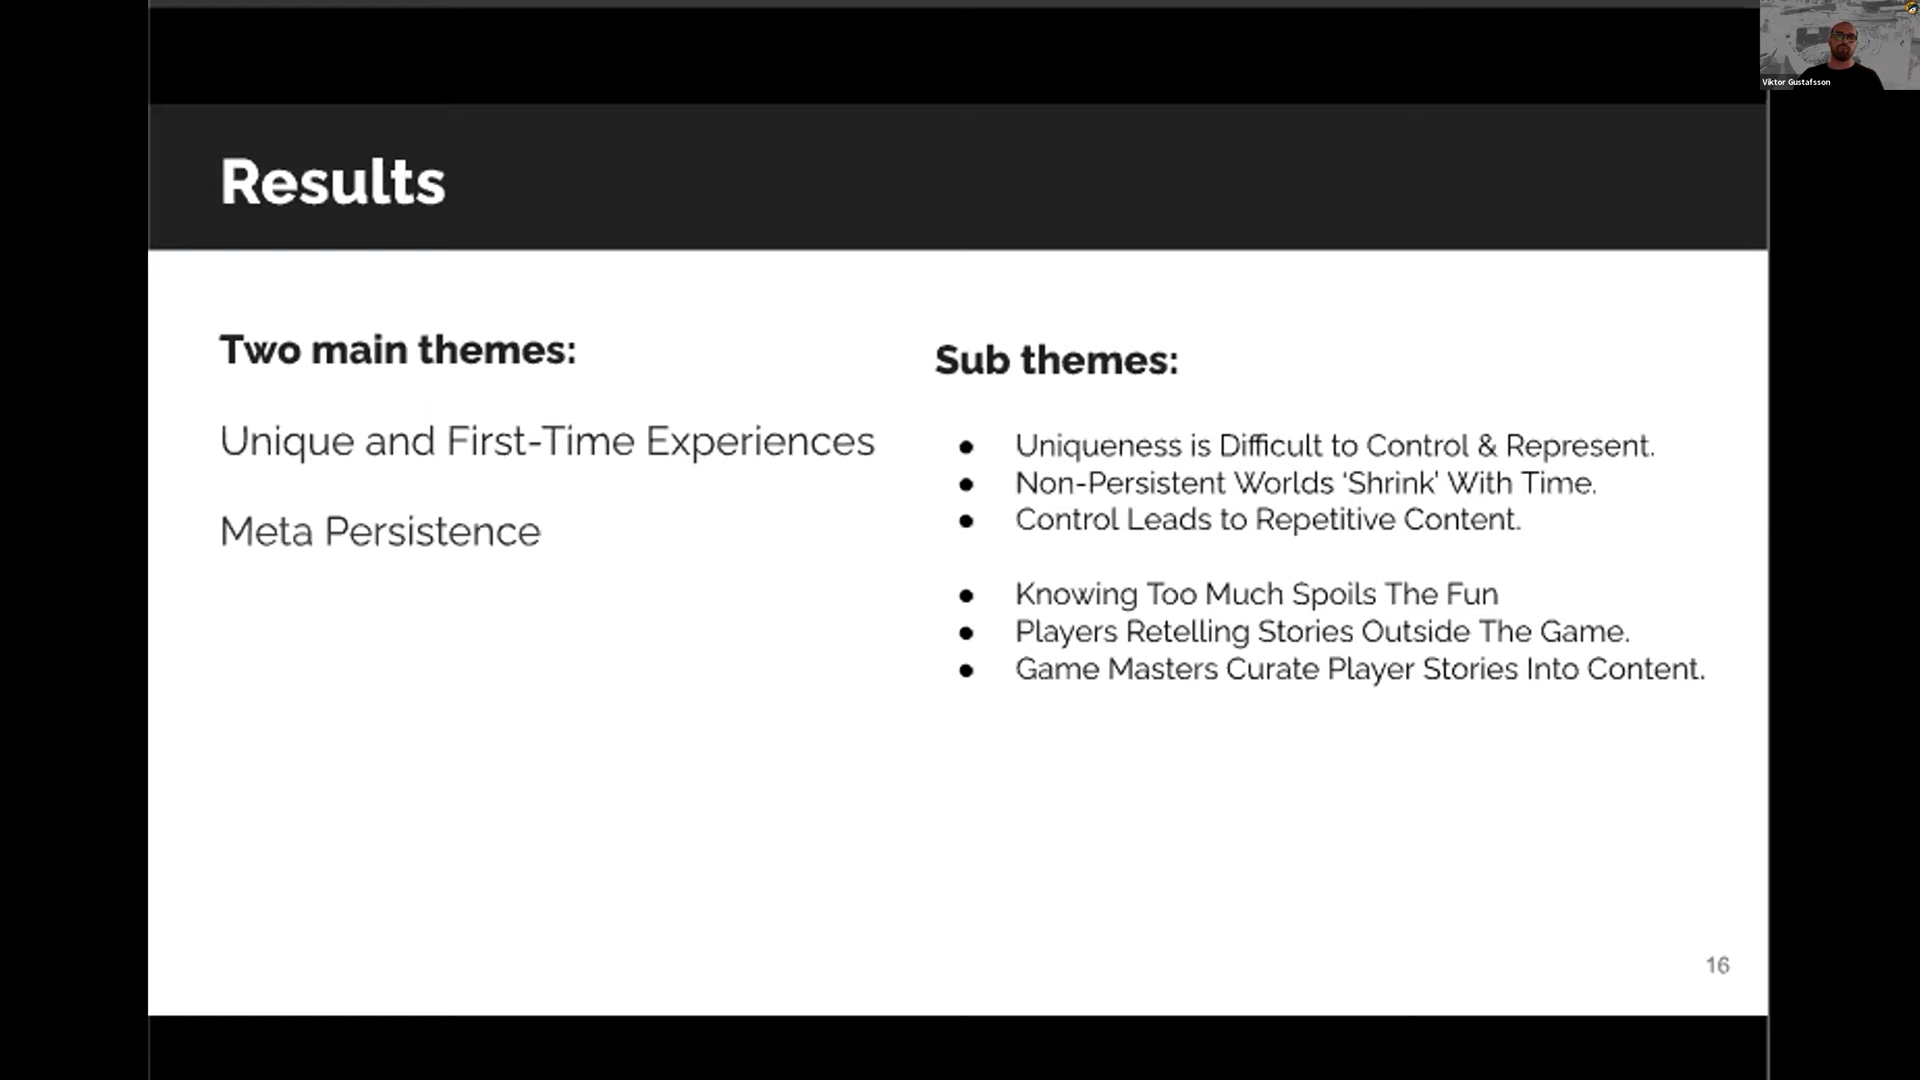 Viktor Gustafsson
Results
Two main themes:
Unique and First-Time Experiences
Meta Persistence
Sub themes:
● Uniqueness is Difficult to Control & Represent.
● Non-Persistent Worlds ‘Shrink’ With Time.
● Control Leads to Repetitive Content.
● Knowing Too Much Spoils The Fun
● Players Retelling Stories Outside The Game.
● Game Masters Curate Player Stories Into Content.
16